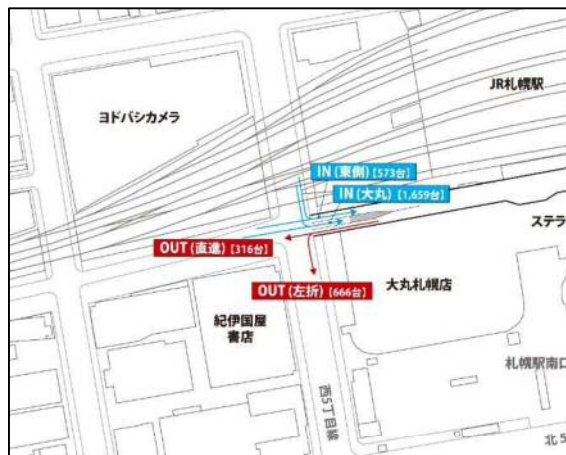 JR札幌駅
ヨドバシカメラ
IN (東側) [573台]
IN (大丸) [1,659台]
ステラ
OUT (直進) [316台]
OUT (左折) [666台]
大丸札幌店
紀伊国屋
書店
札幌駅南口
西5丁目線
北5